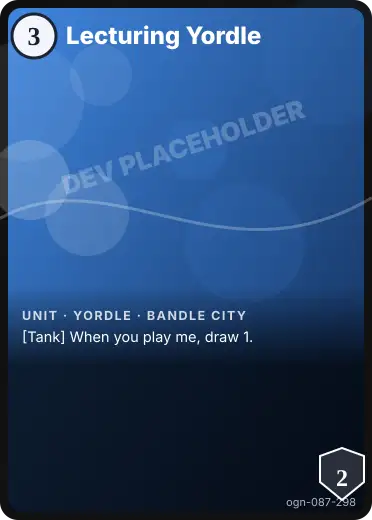 3 Lecturing Yordle
DEV PLACEHOLDER
UNIT · YORDLE · BANDLE CITY
[Tank] When you play me, draw 1.
2
ogn-087-298